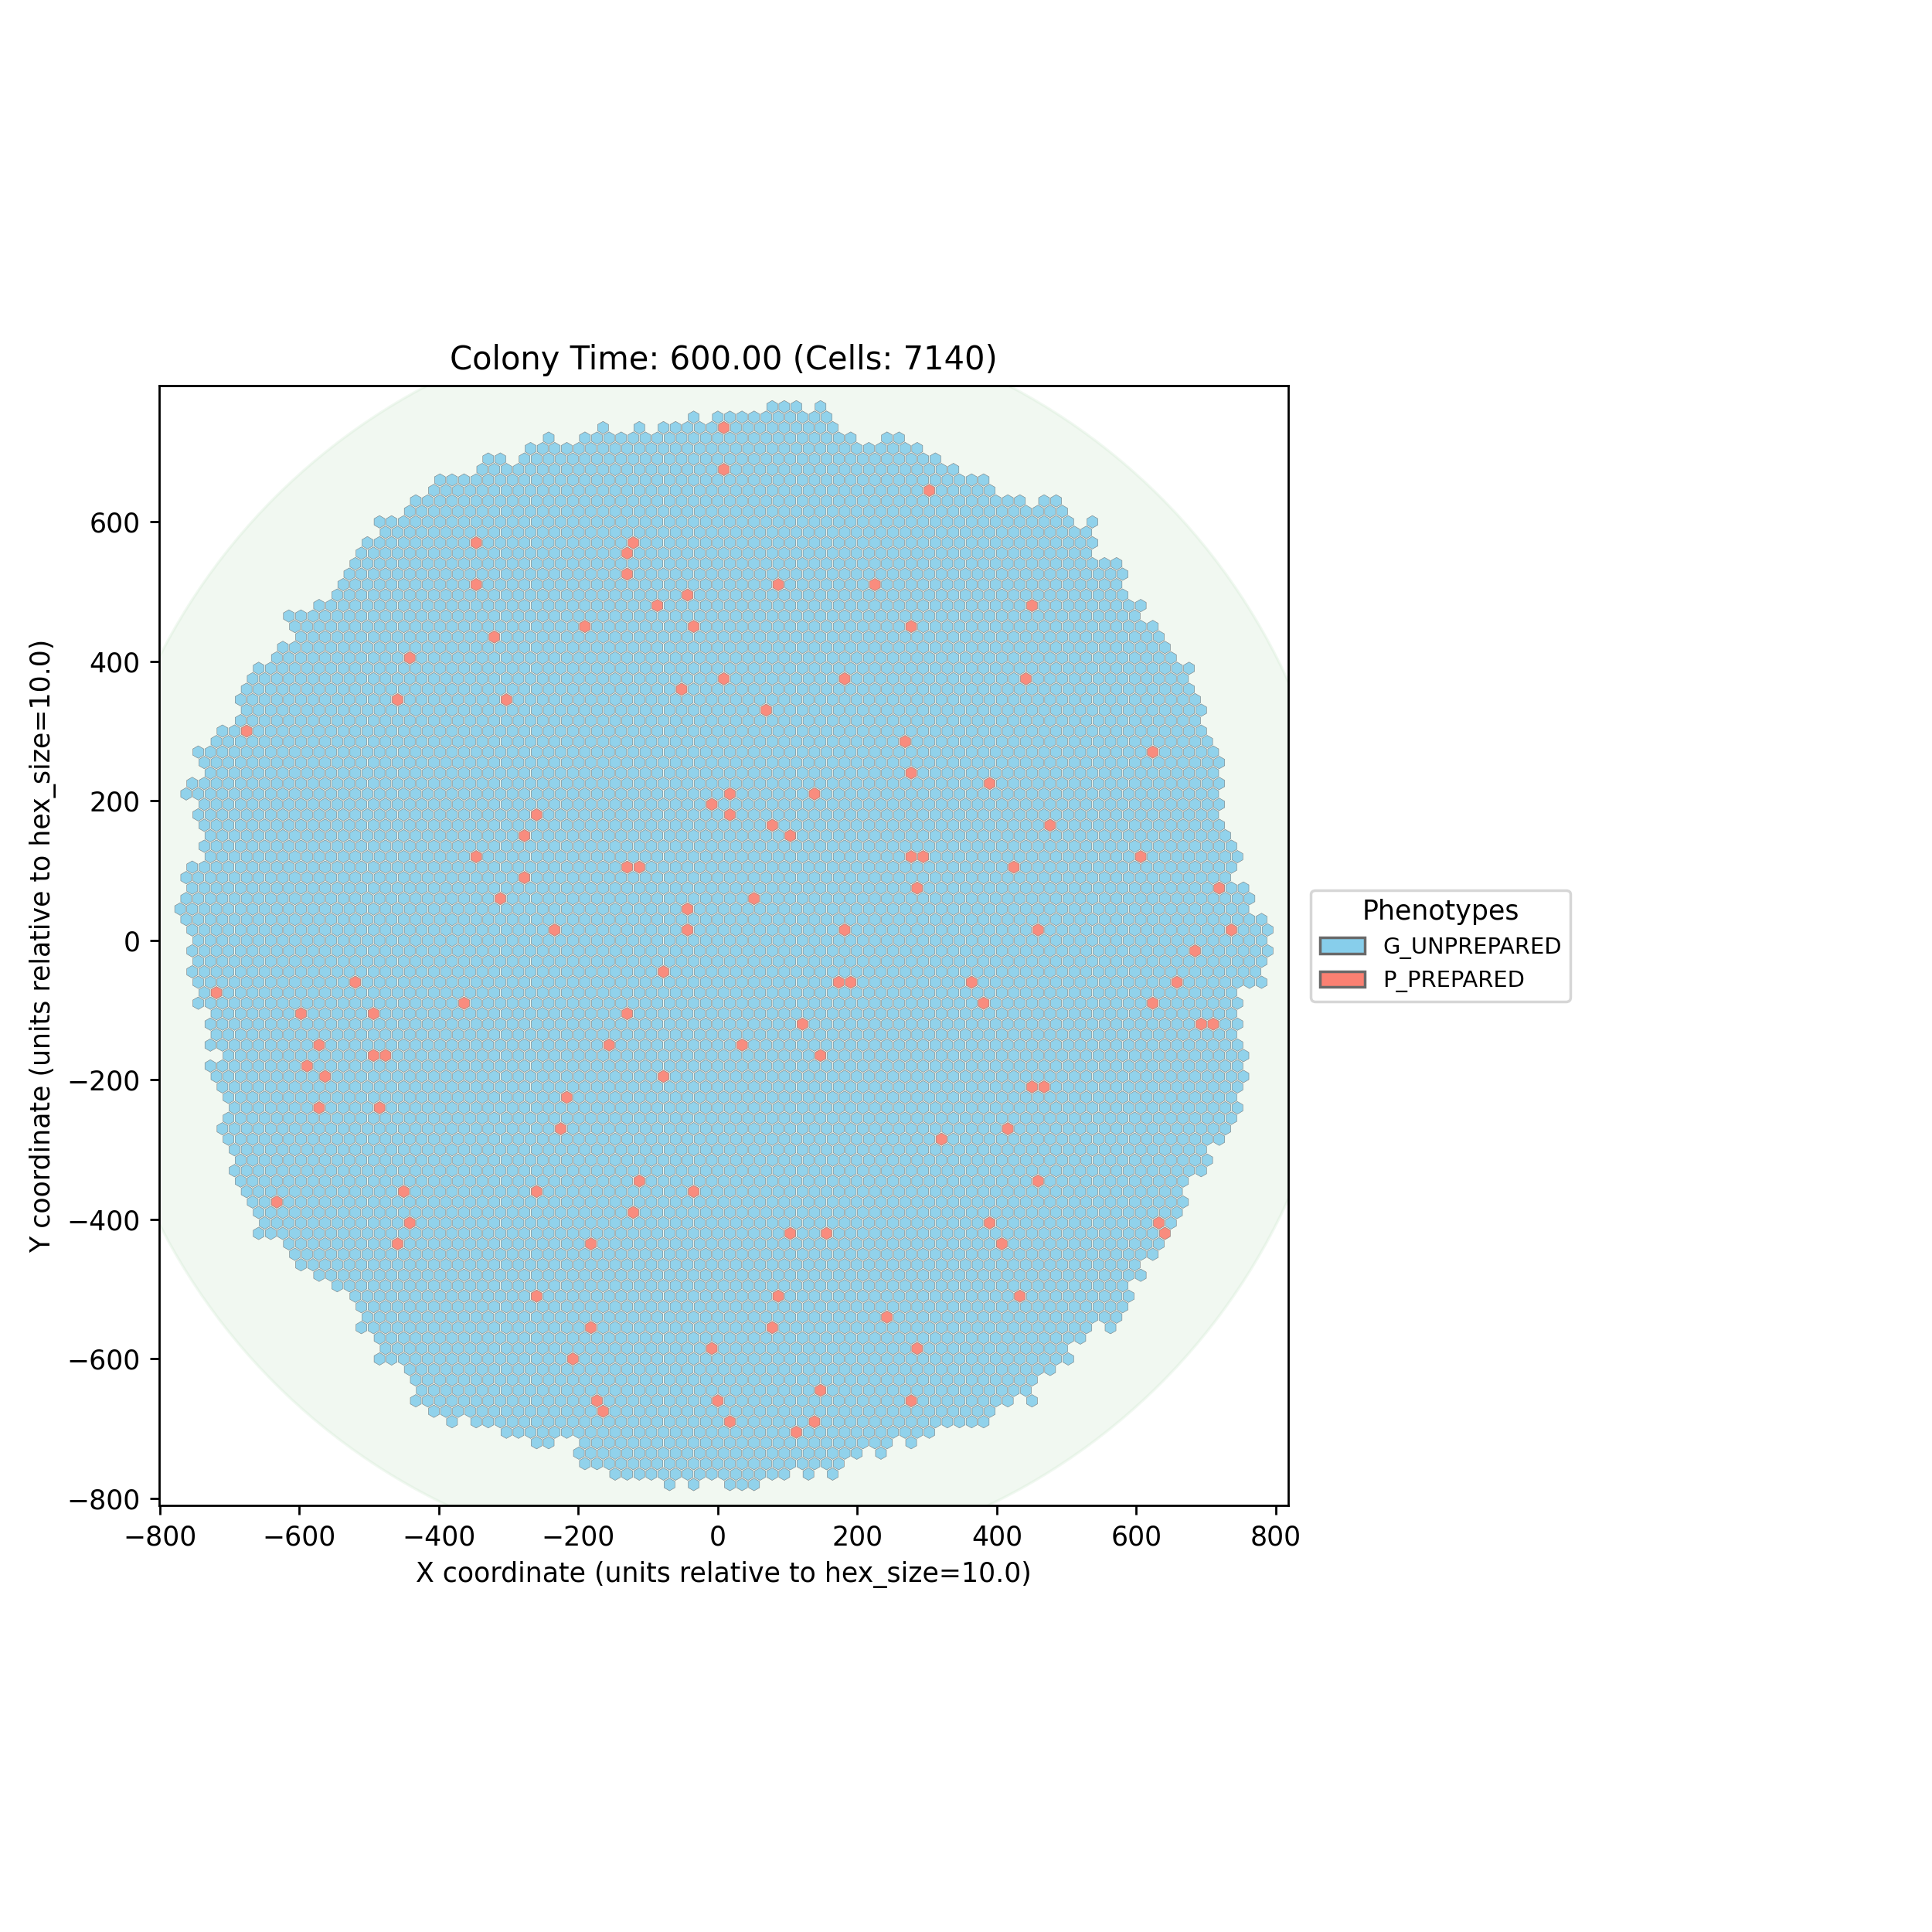 Colony Time: 600.00 (Cells: 7140)
600
400
200
0
−200
−400
−600
−800
Y coordinate (units relative to hex_size=10.0)
−800 −600 −400 −200 0 200 400 600 800
X coordinate (units relative to hex_size=10.0)
Phenotypes
G_UNPREPARED
P_PREPARED